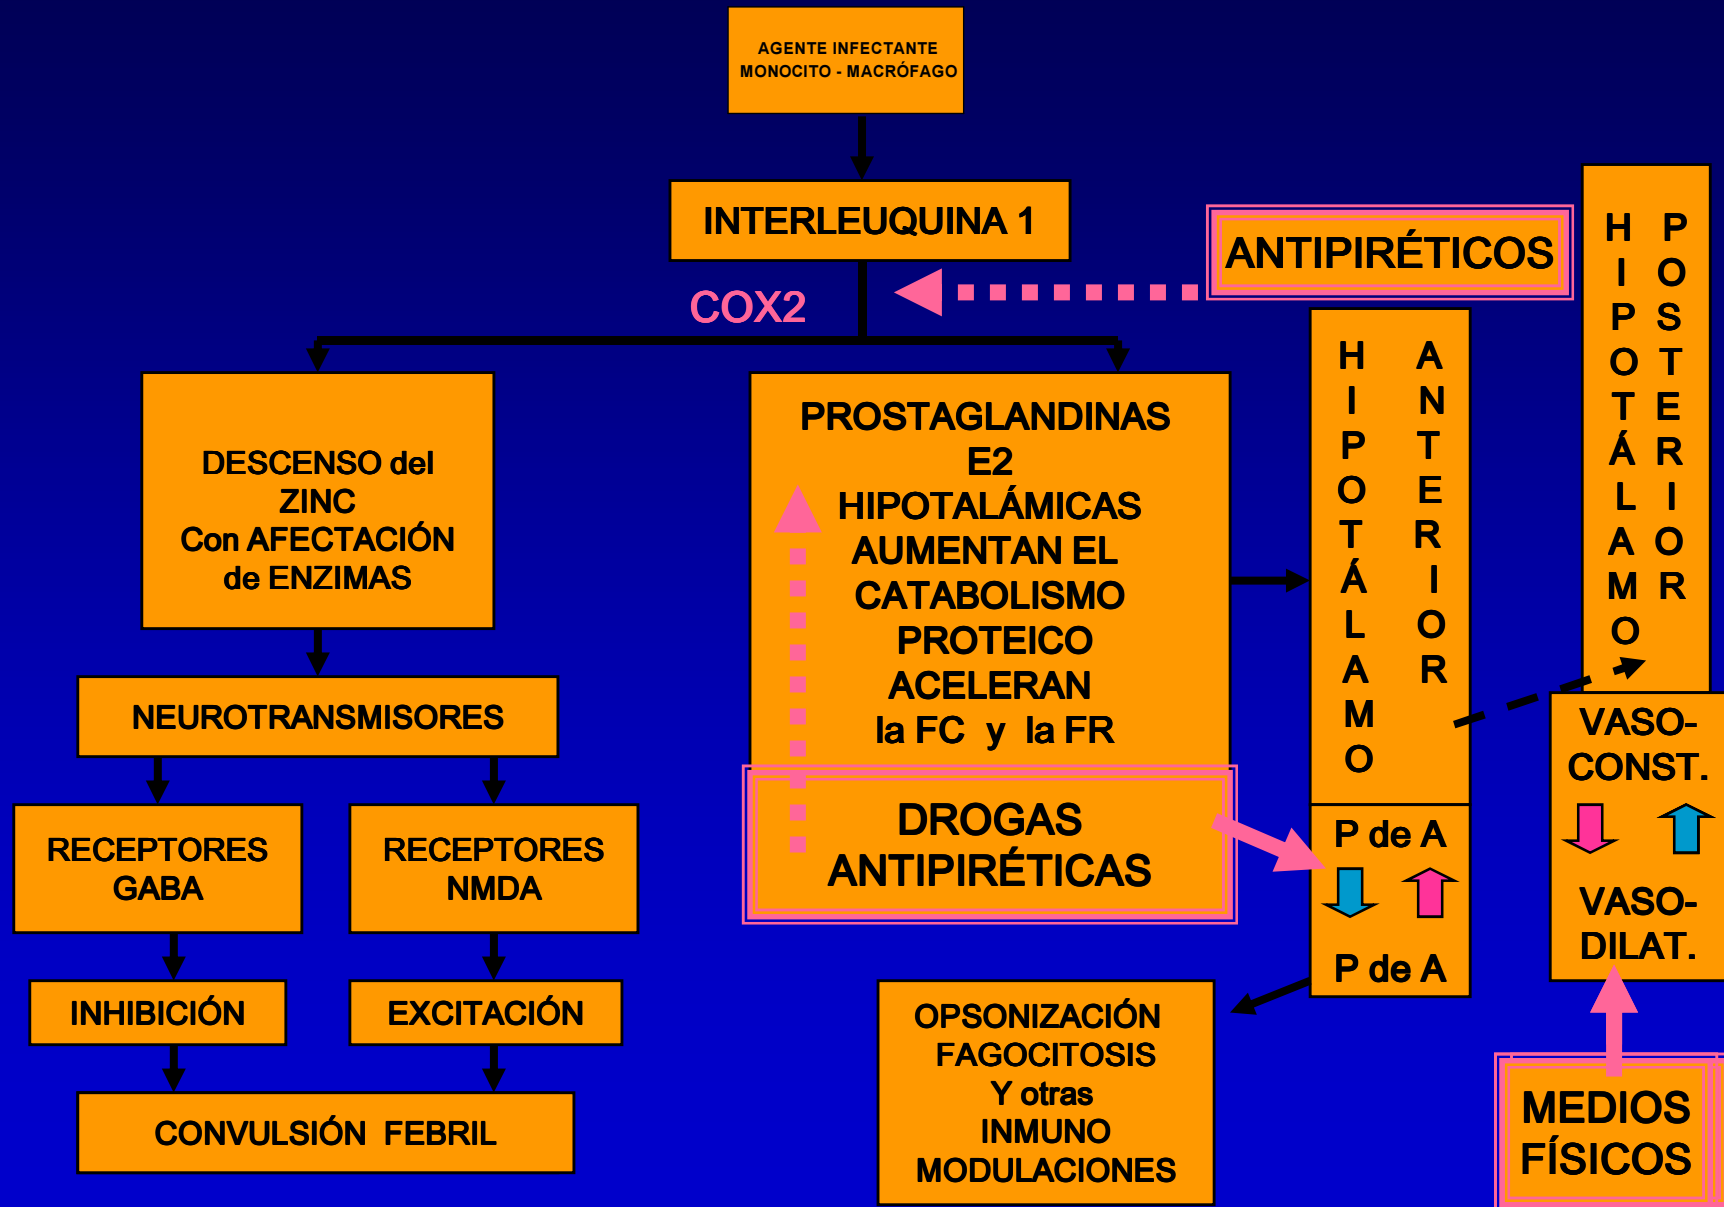 AGENTE INFECTANTE
MONOCITO - MACRÓFAGO
INTERLEUQUINA 1
COX2
ANTIPIRÉTICOS
DESCENSO del
ZINC
Con AFECTACIÓN
de ENZIMAS
NEUROTRANSMISORES
RECEPTORES
GABA
RECEPTORES
NMDA
INHIBICIÓN
EXCITACIÓN
CONVULSIÓN FEBRIL
PROSTAGLANDINAS
E2
HIPOTALÁMICAS
AUMENTAN EL
CATABOLISMO
PROTEICO
ACELERAN
la FC y la FR
DROGAS
ANTIPIRÉTICAS
HIPOTÁLAMO
ANTERIOR
P de A
P de A
OPSONIZACIÓN
FAGOCITOSIS
Y otras
INMUNO
MODULACIONES
HIPOTÁLAMO
POSTERIOR
VASO-
CONST.
VASO-
DILAT.
MEDIOS
FÍSICOS